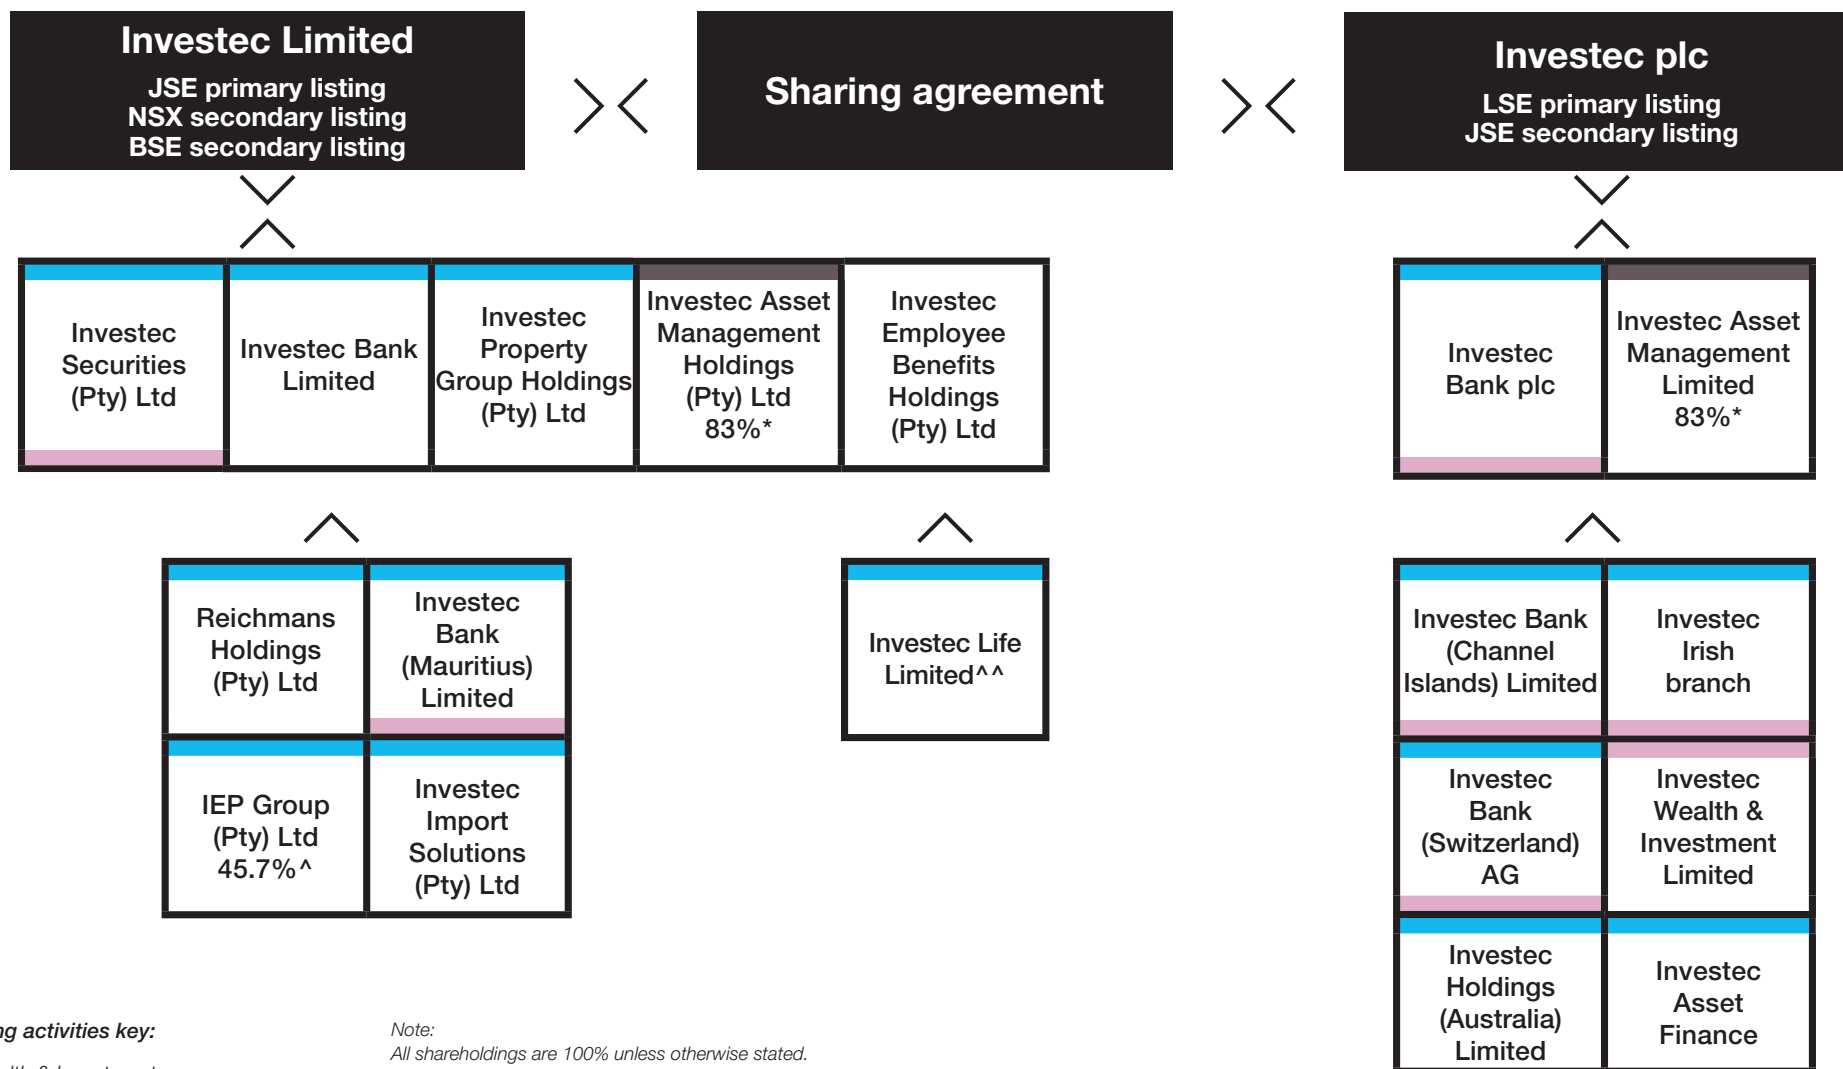 Investec Limited
JSE primary listing
NSX secondary listing
BSE secondary listing
Sharing agreement
Investec plc
LSE primary listing
JSE secondary listing
Investec
Securities
(Pty) Ltd
Investec Bank
Limited
Investec
Property
Group Holdings
(Pty) Ltd
Investec Asset
Management
Holdings
(Pty) Ltd
83%*
Investec
Employee
Benefits
Holdings
(Pty) Ltd
Investec
Bank plc
Investec Asset
Management
Limited
83%*
Reichmans
Holdings
(Pty) Ltd
Investec
Bank
(Mauritius)
Limited
IEP Group
(Pty) Ltd
45.7%^
Investec
Import
Solutions
(Pty) Ltd
Investec Life
Limited^^
Investec Bank
(Channel
Islands) Limited
Investec
Irish
branch
Investec
Bank
(Switzerland)
AG
Investec
Wealth &
Investment
Limited
Investec
Holdings
(Australia)
Limited
Investec
Asset
Finance
activities key:
Note:
All shareholdings are 100% unless otherwise stated.